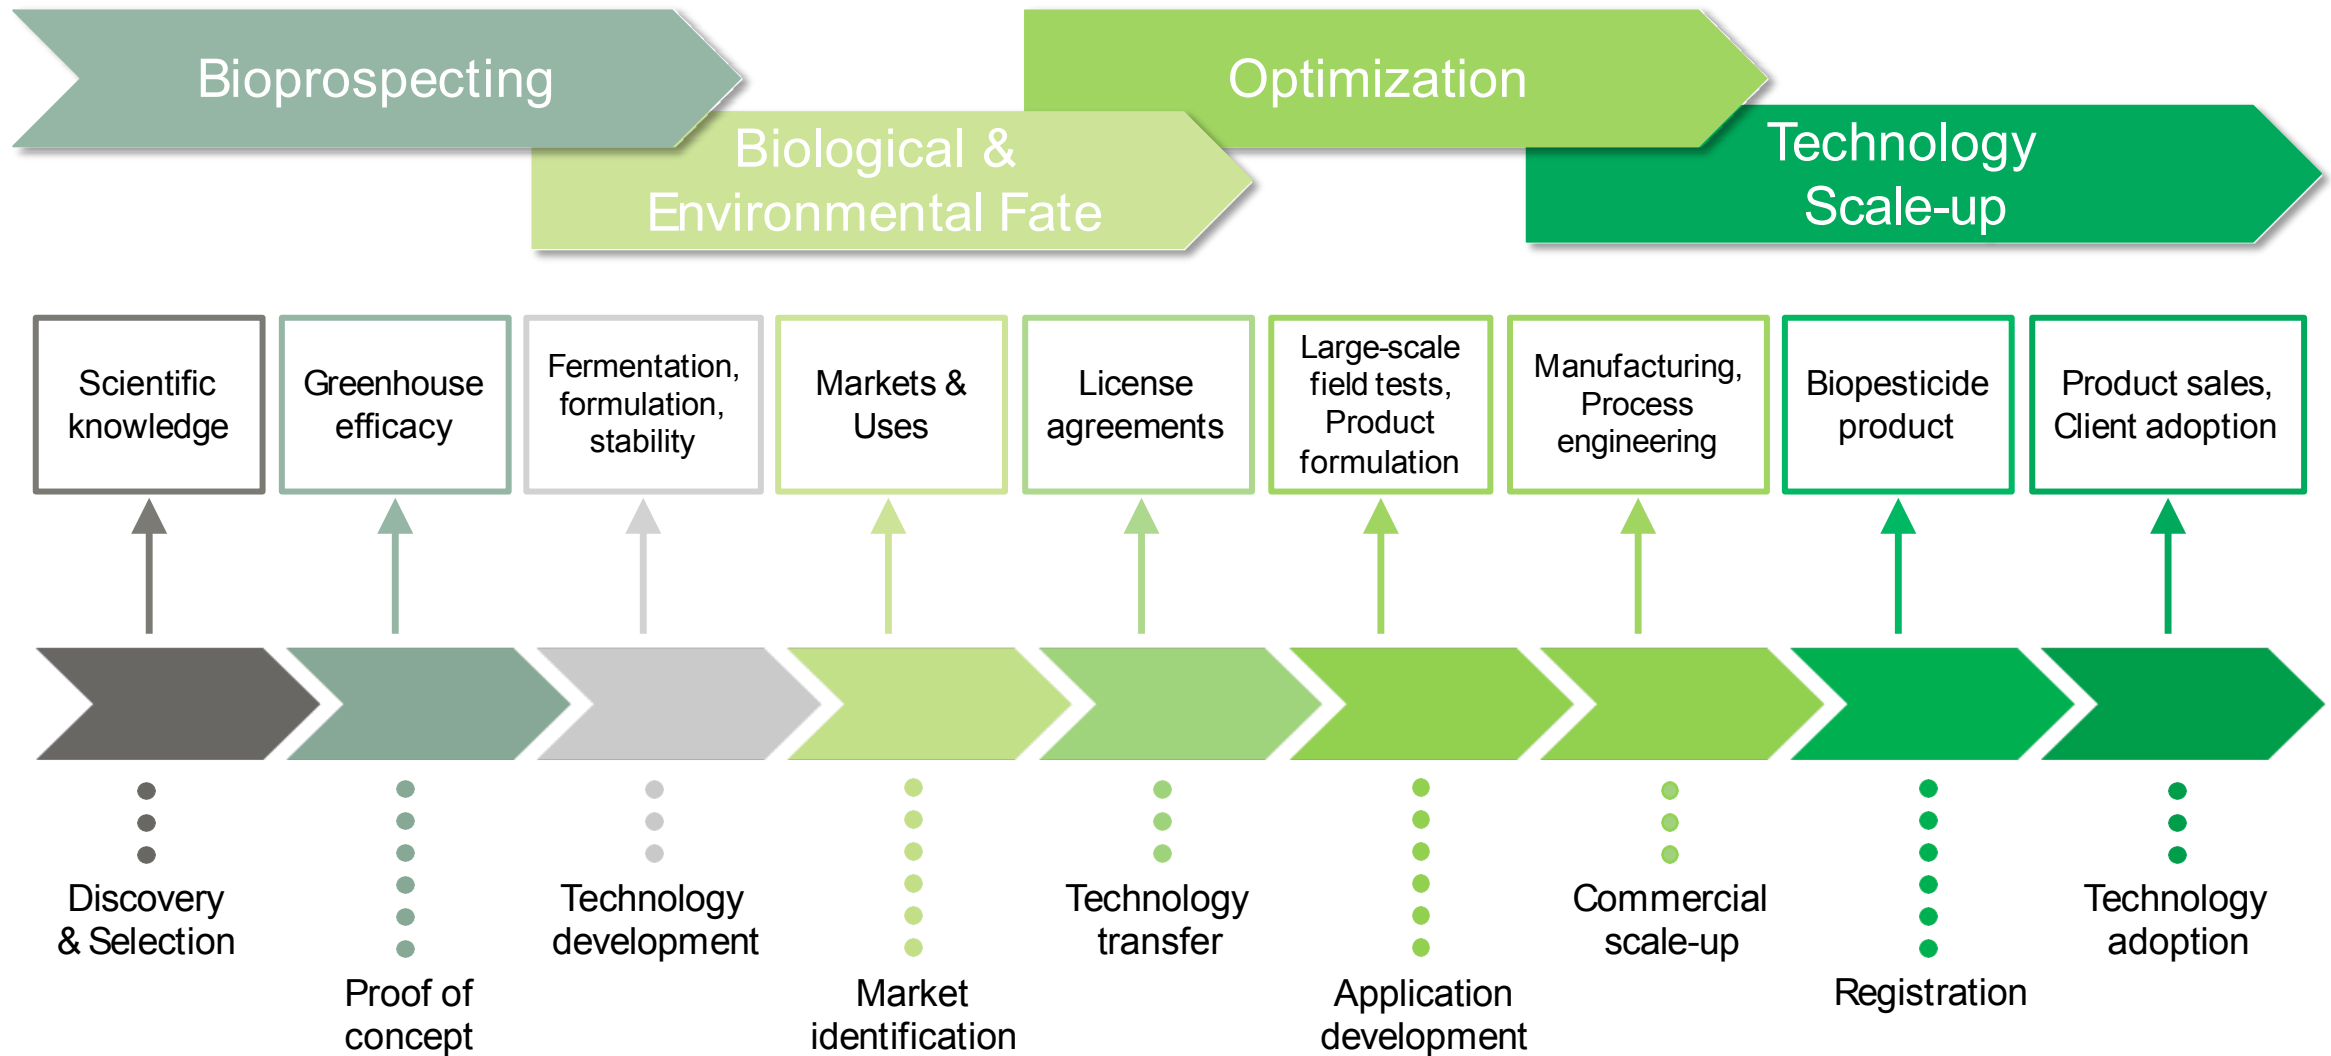 Bioprospecting
Optimization
Biological &
Environmental Fate
Technology
Scale-up
Scientific
knowledge
Greenhouse
efficacy
Fermentation,
formulation,
stability
Markets &
Uses
License
agreements
Large-scale
field tests,
Product
formulation
Manufacturing,
Process
engineering
Biopesticide
product
Product sales,
Client adoption
Discovery
& Selection
Proof of
concept
Technology
development
Market
identification
Technology
transfer
Application
development
Commercial
scale-up
Registration
Technology
adoption